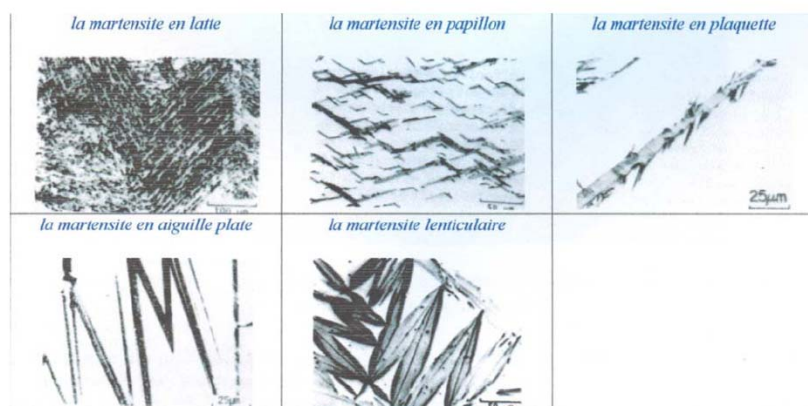 la martensite en latte
la martensite en papillon
la martensite en plaquette
25µm
la martensite en aiguille plate
la martensite lenticulaire
25µm